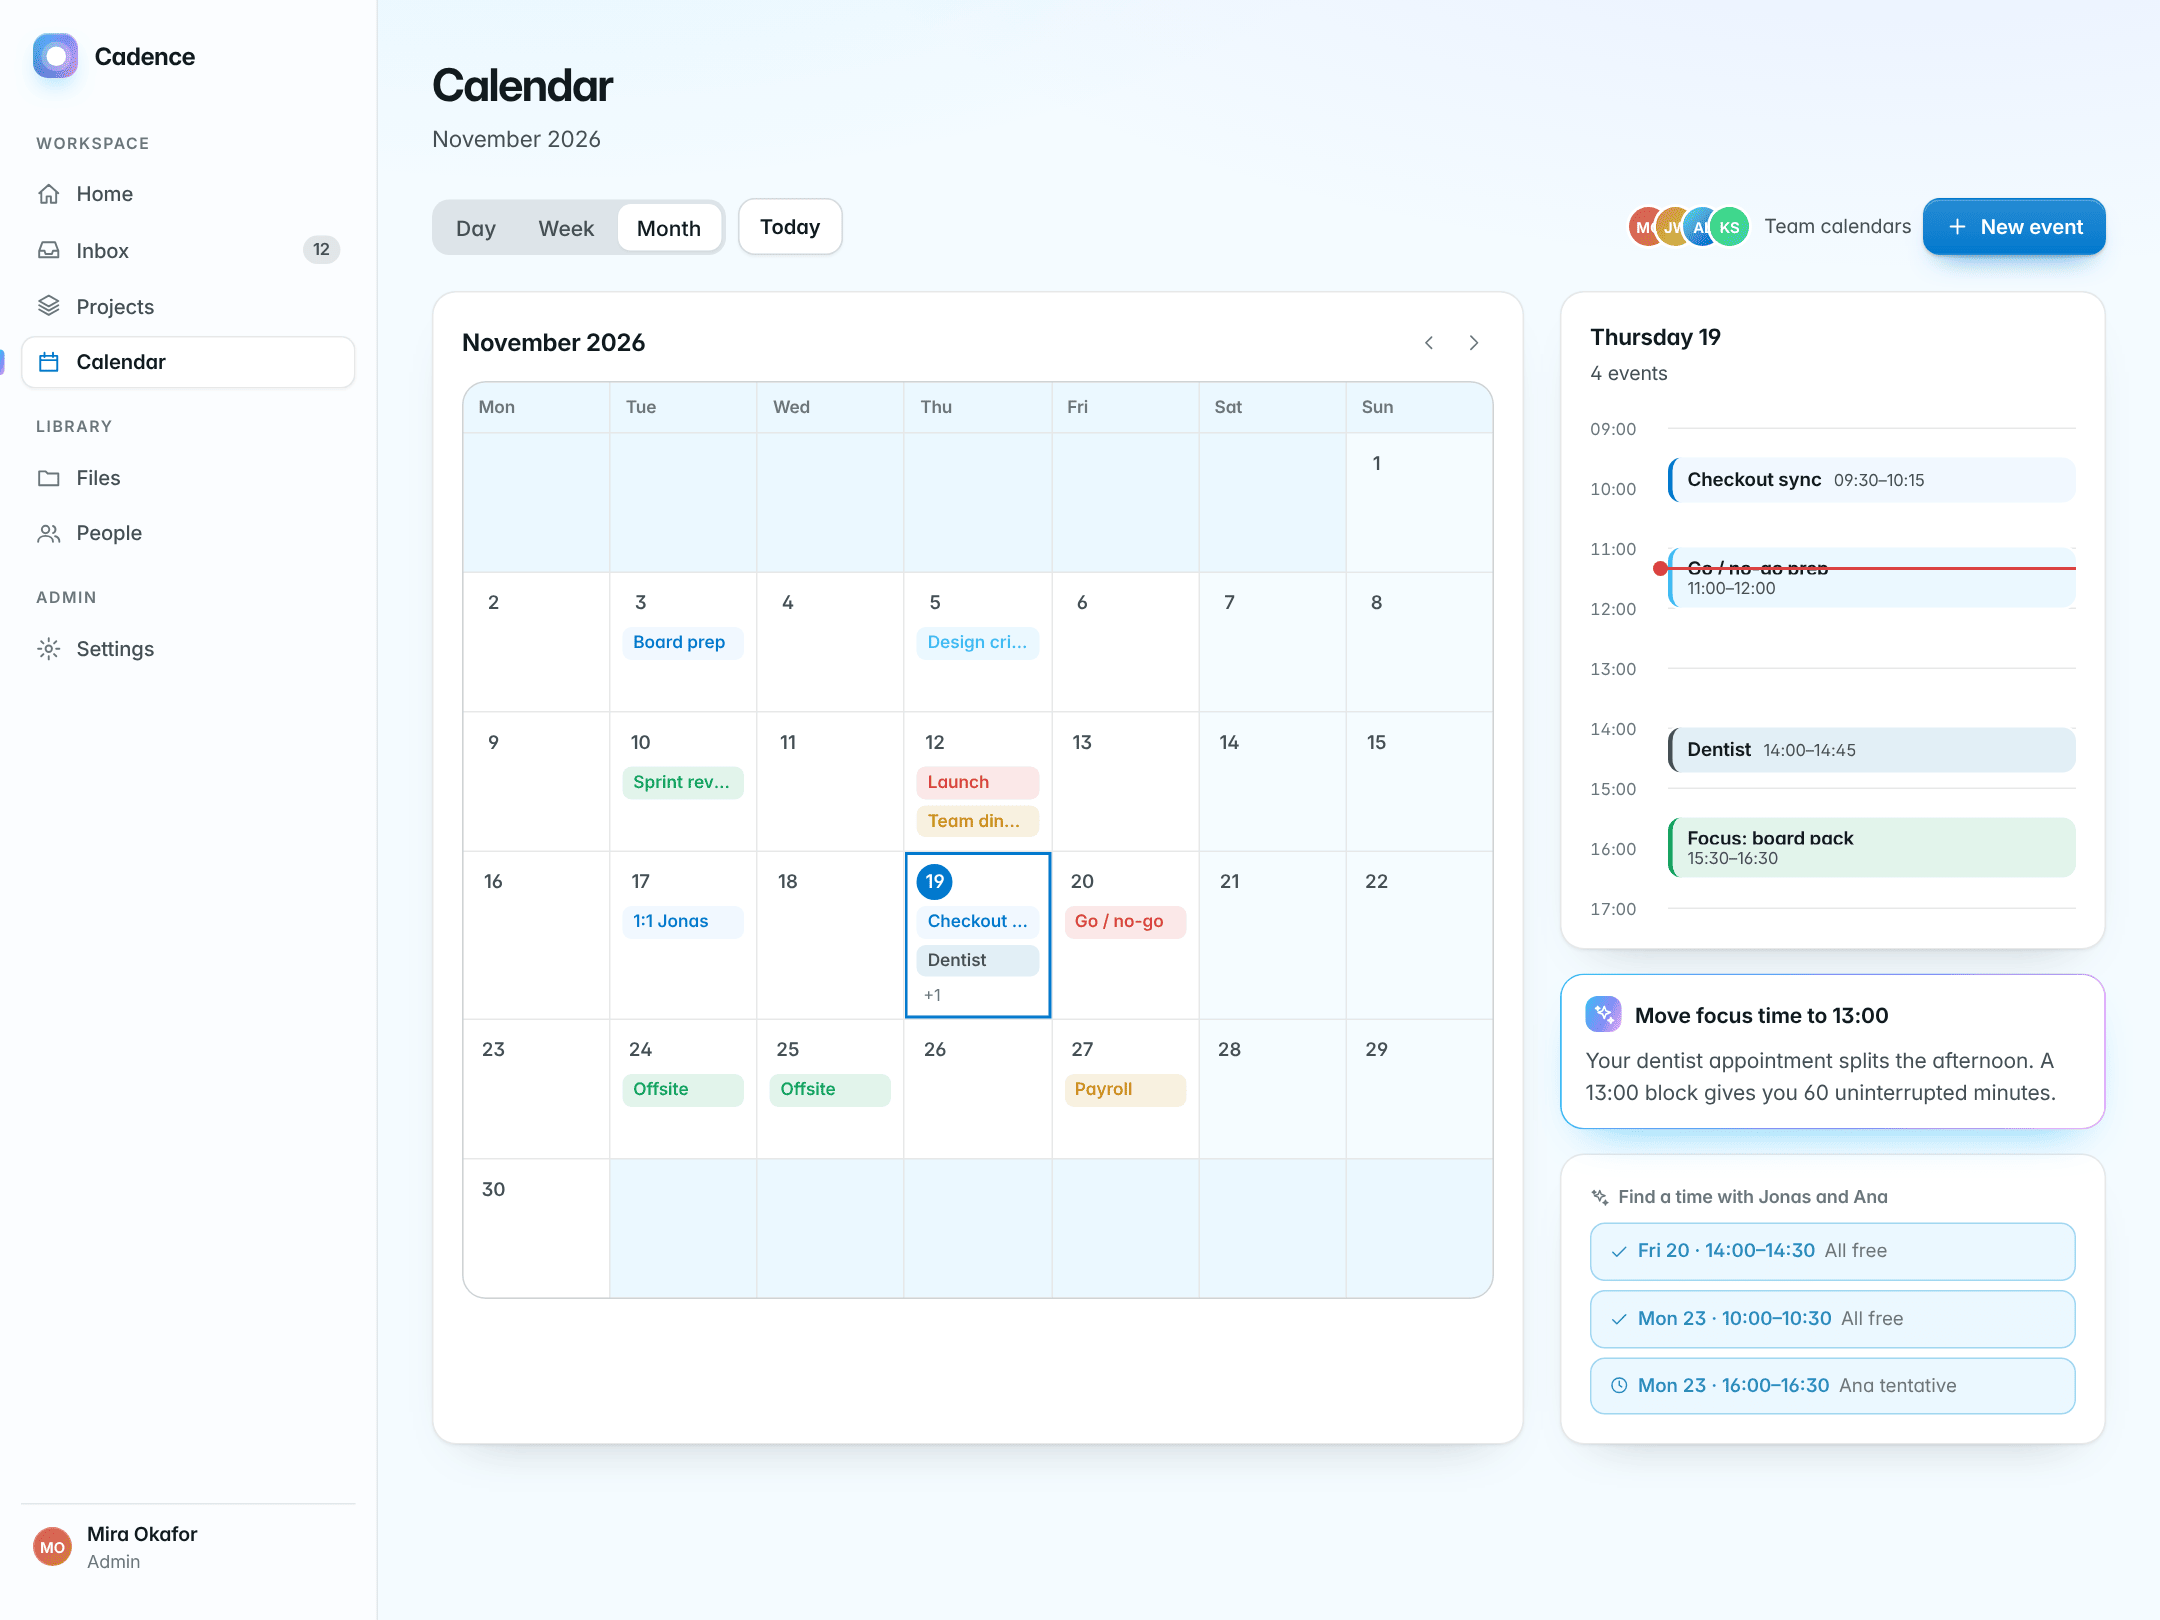 Cadence
WORKSPACE
Home
Inbox
12
Projects
Calendar
LIBRARY
Files
People
ADMIN
Settings
MO
Mira Okafor
Admin
Calendar
November 2026
Day
Week
Month
Today
JW
KS
Team calendars
New event
November 2026
Mon
Tue
Wed
Thu
Fri
Sat
Sun
1
2
3
4
5
6
7
8
Board prep
Design cri...
9
10
11
12
13
14
15
Sprint rev...
Launch
Team din...
16
17
18
19
20
21
22
1:1 Jonas
Checkout ...
Go / no-go
Dentist
+1
23
24
25
26
27
28
29
Offsite
Offsite
Payroll
30
Thursday 19
4 events
09:00
Checkout sync 09:30–10:15
10:00
11:00
Go / no-go prep
11:00–12:00
12:00
13:00
14:00
Dentist 14:00–14:45
15:00
Focus: board pack
15:30–16:30
16:00
17:00
Move focus time to 13:00
Your dentist appointment splits the afternoon. A
13:00 block gives you 60 uninterrupted minutes.
Find a time with Jonas and Ana
Fri 20 · 14:00–14:30 All free
Mon 23 · 10:00–10:30 All free
Mon 23 · 16:00–16:30 Ana tentative